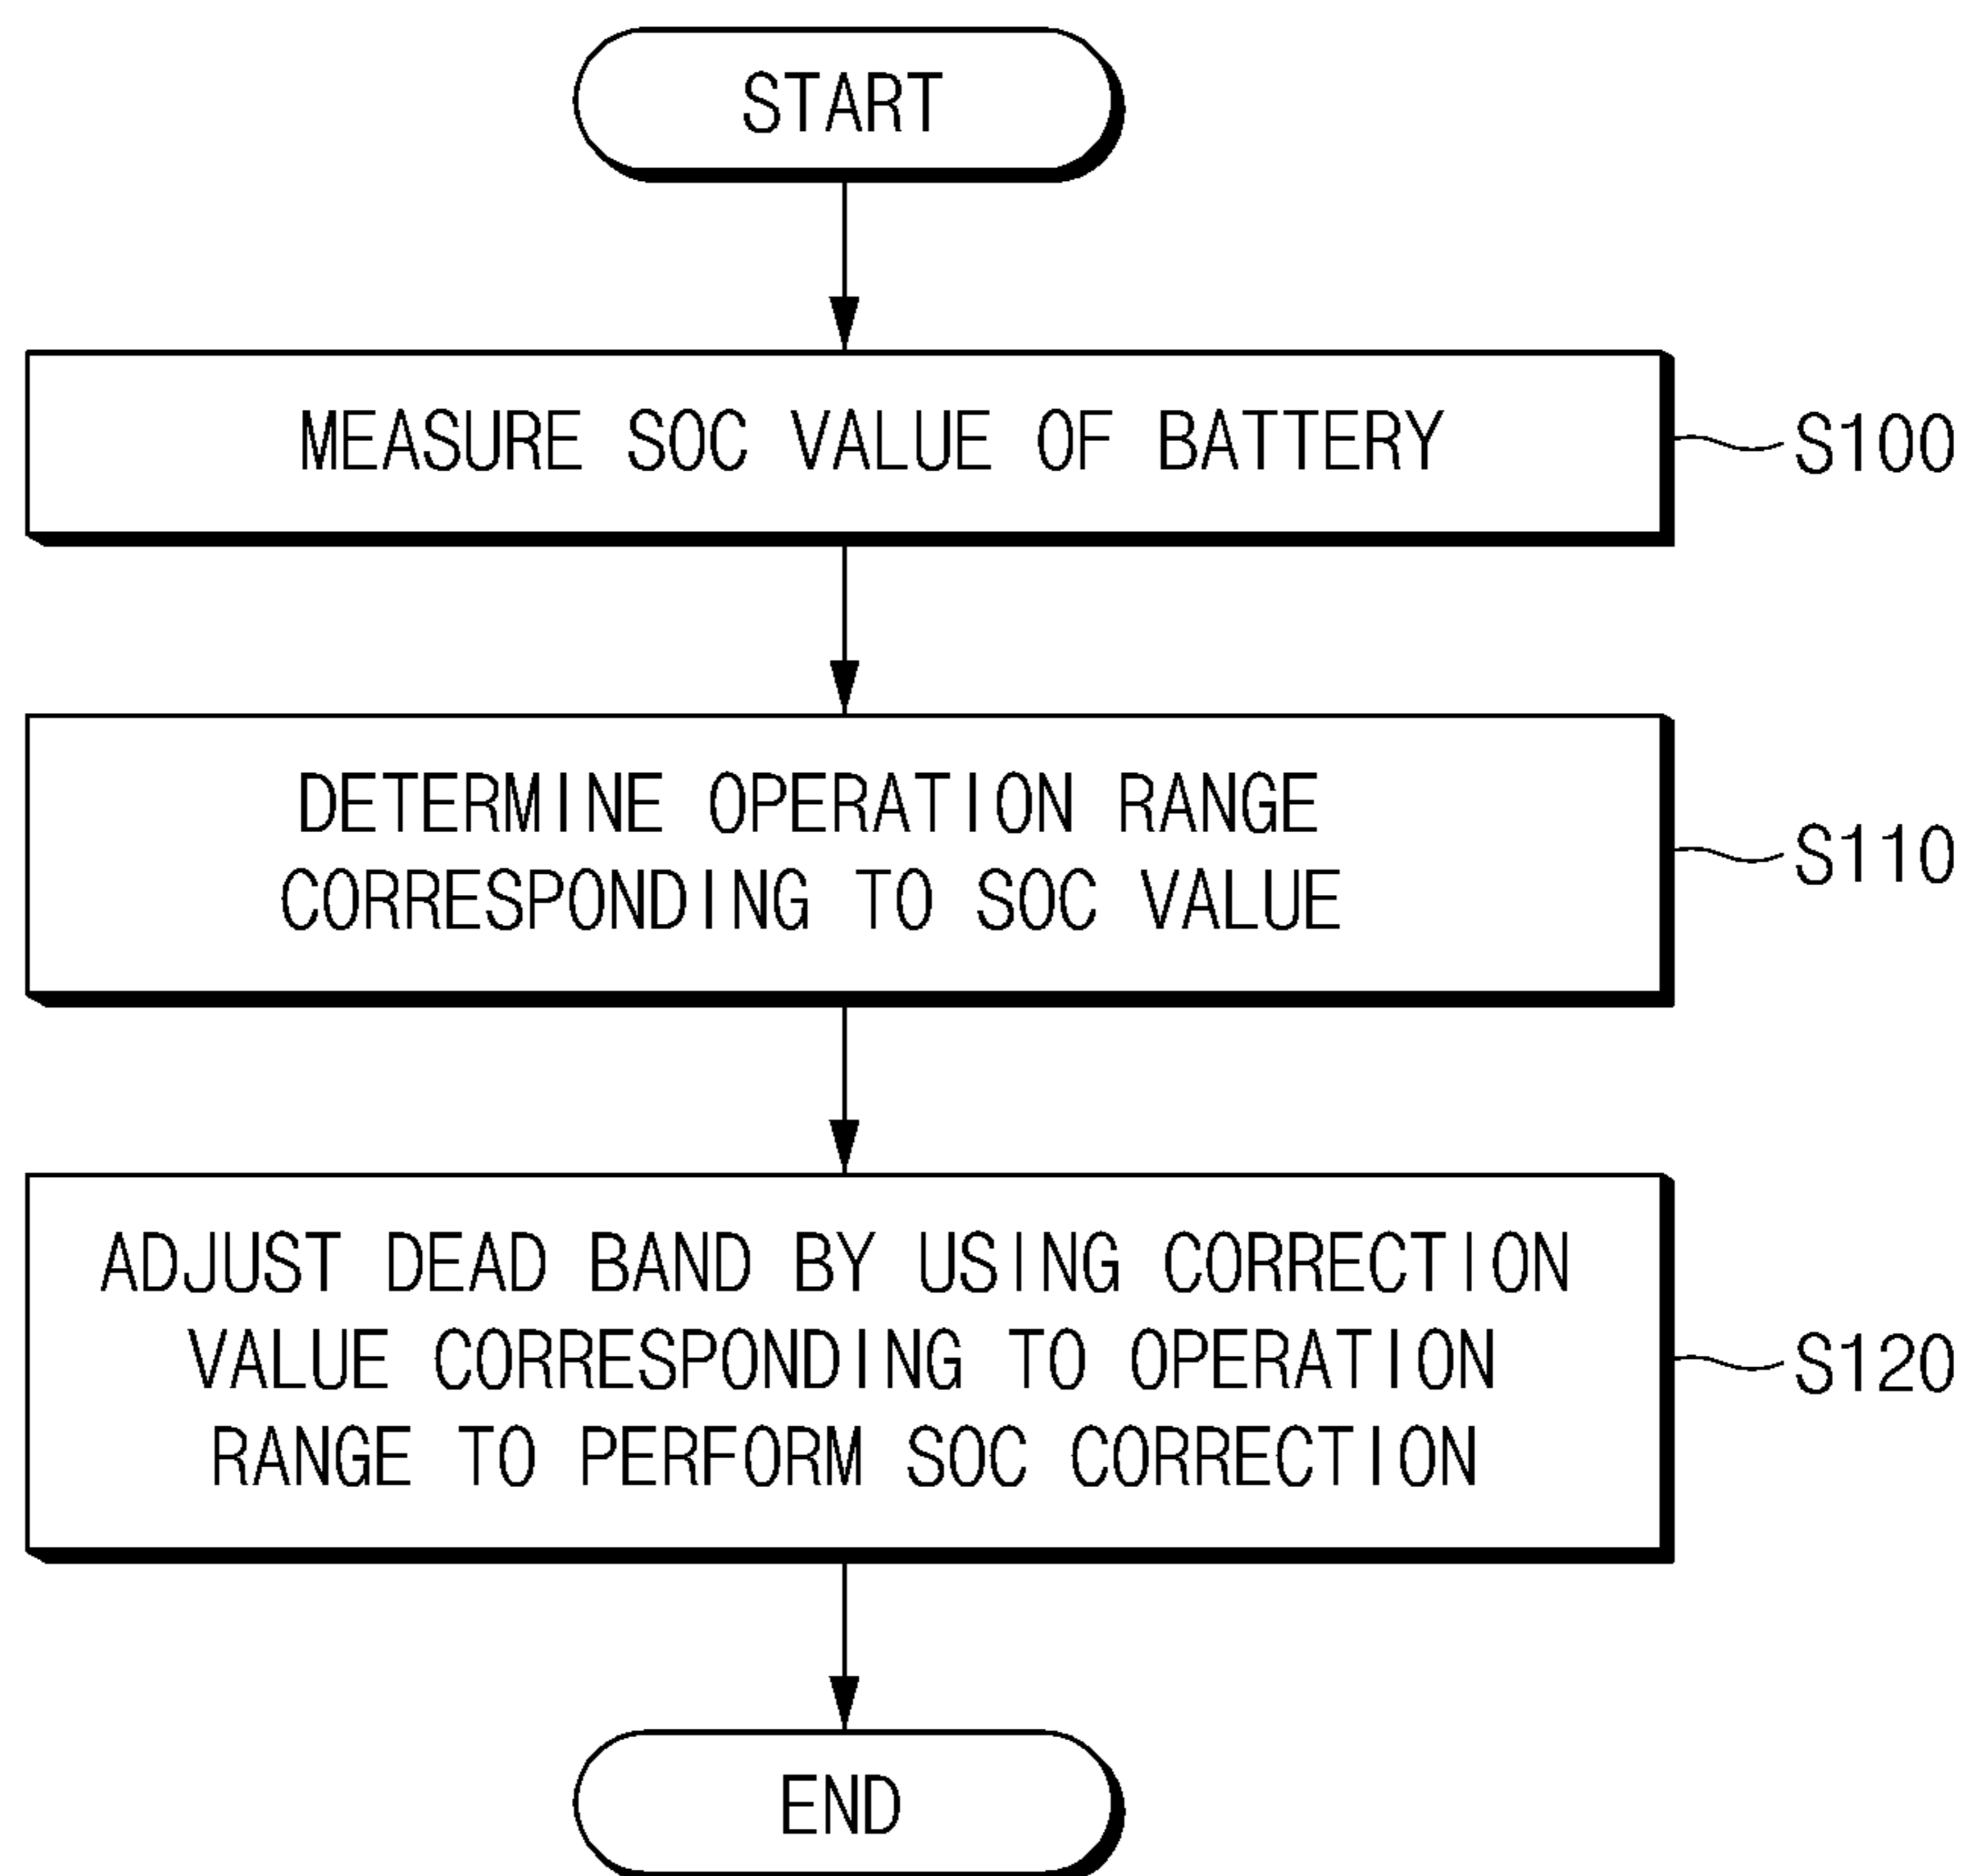 START
MEASURE SOC VALUE OF BATTERY
S100
DETERMINE OPERATION RANGE
CORRESPONDING TO SOC VALUE
S110
ADJUST DEAD BAND BY USING CORRECTION
VALUE CORRESPONDING TO OPERATION
RANGE TO PERFORM SOC CORRECTION
S120
END